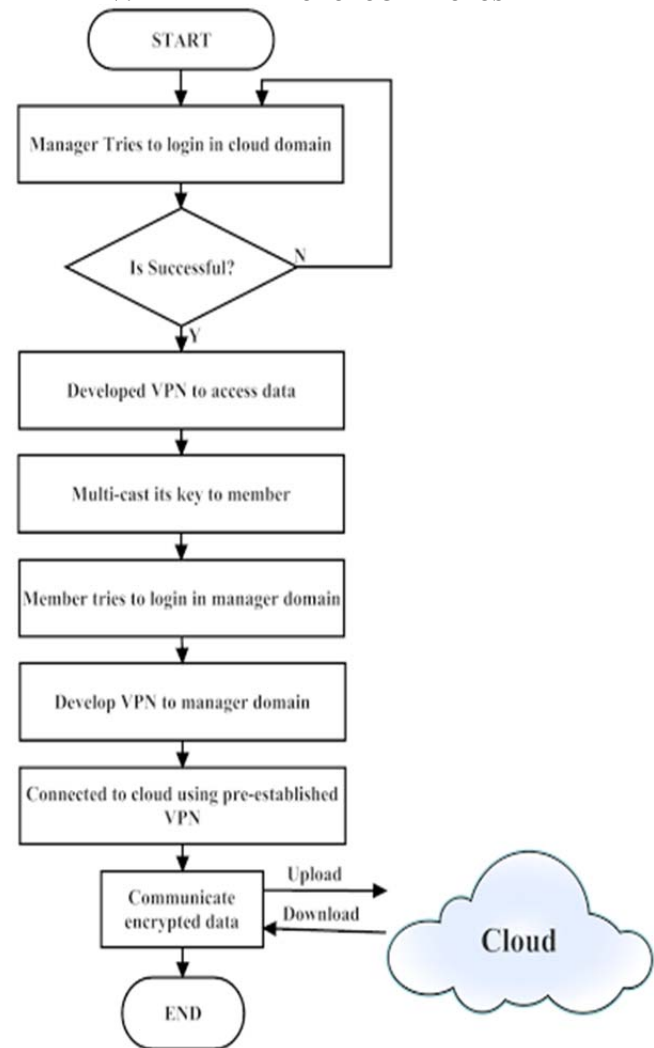 START
Manager Tries to login in cloud domain
Is Successful?
N
Y
Developed VPN to access data
Multi-cast its key to member
Member tries to login in manager domain
Develop VPN to manager domain
Connected to cloud using pre-established
VPN
Communicate
encrypted data
Upload
Download
Cloud
END